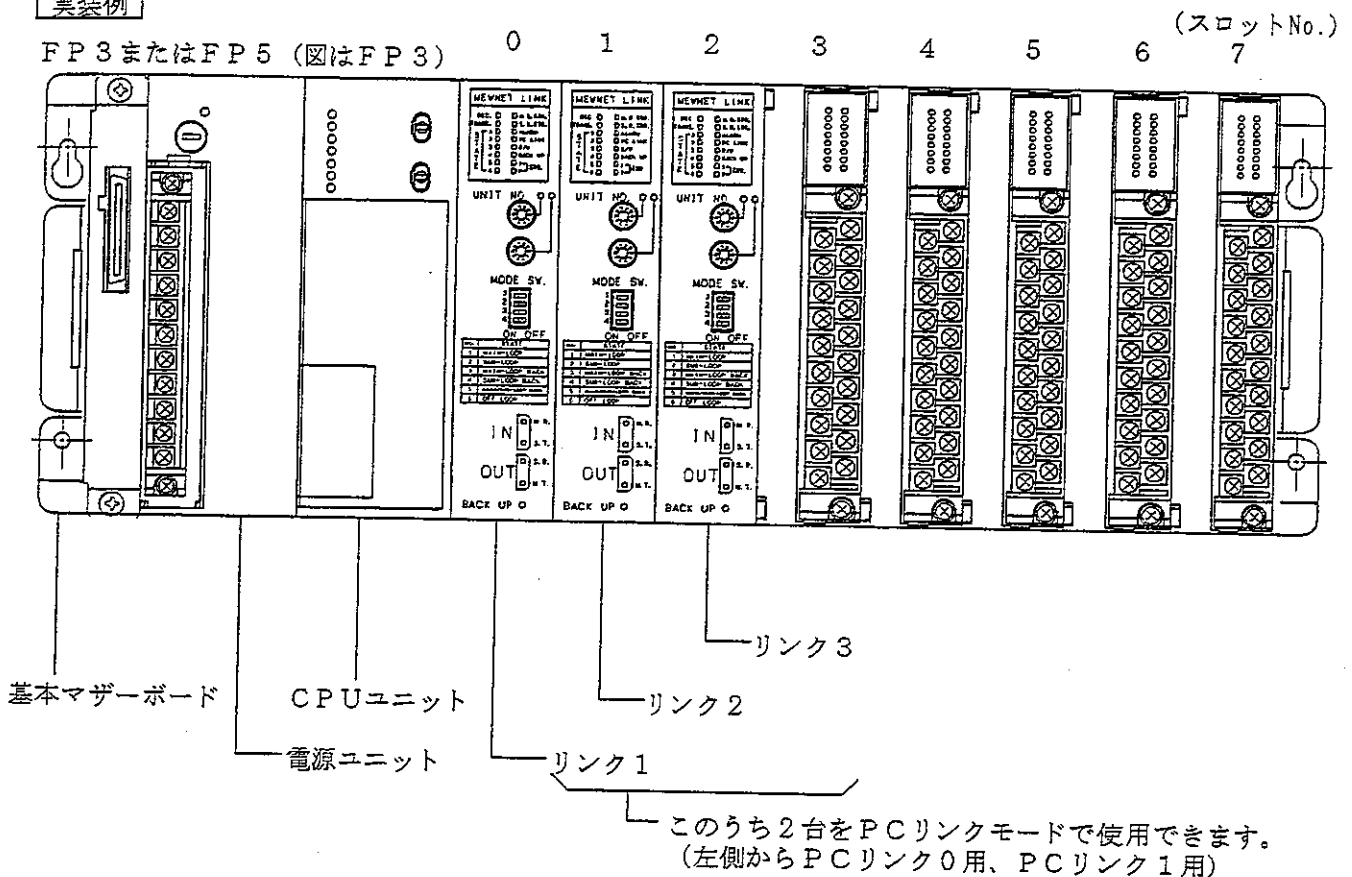 実装例
(スロットNo.)
FP3またはFP5 (図はFP3)
0 1 2 3 4 5 6 7
MEWNET LINK MEWNET LINK MEWNET LINK
UNIT NO. UNIT NO. UNIT NO.
MODE SW. MODE SW. MODE SW.
ON OFF ON OFF ON OFF
IN IN IN
OUT OUT OUT
BACK UP BACK UP BACK UP
リンク3
基本マザーボード
CPUユニット
リンク2
電源ユニット
リンク1
このうち2台をPCリンクモードで使用できます。
(左側からPCリンク0用、PCリンク1用)